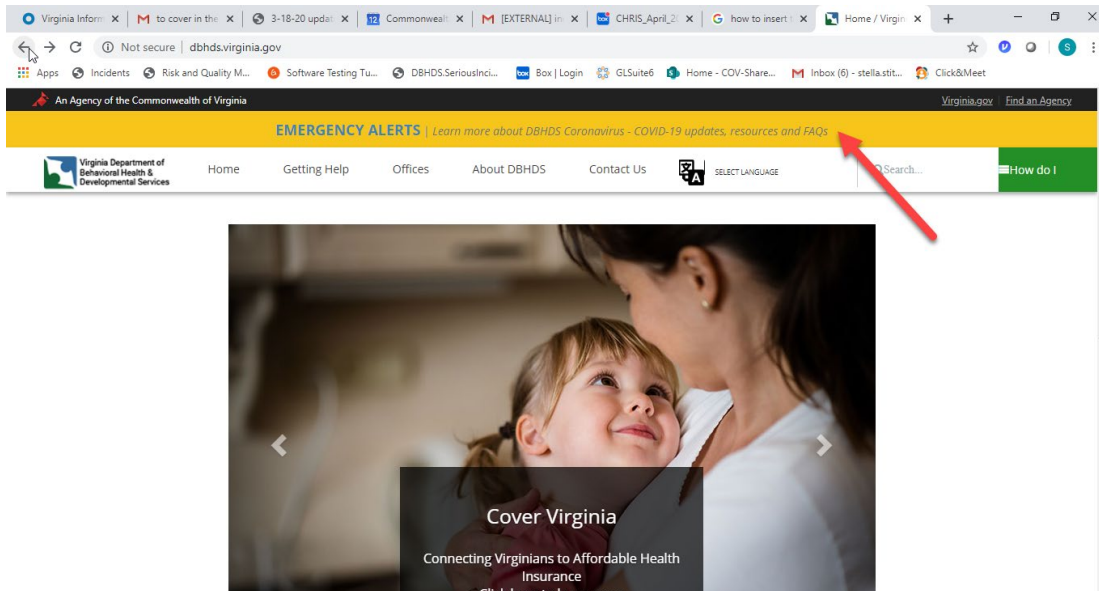 Virginia Inform
to cover in the
3-18-20 updat
12 Commonwealt
[EXTERNAL] im
box CHRIS_April_2
G how to insert
Home / Virgin
Not secure | dbhds.virginia.gov
S
Apps
Incidents
Risk and Quality M...
Software Testing Tu...
DBHDS.SeriousInci...
box Box | Login
GLSuite6
Home - COV-Share...
Inbox (6) - stella.stit...
Click&Meet
An Agency of the Commonwealth of Virginia
Virginia.gov | Find an Agency
EMERGENCY ALERTS | Learn more about DBHDS Coronavirus - COVID-19 updates, resources and FAQs
Virginia Department of
Behavioral Health &
Developmental Services
Home
Getting Help
Offices
About DBHDS
Contact Us
SELECT LANGUAGE
Search...
How do I
Cover Virginia
Connecting Virginians to Affordable Health
Insurance